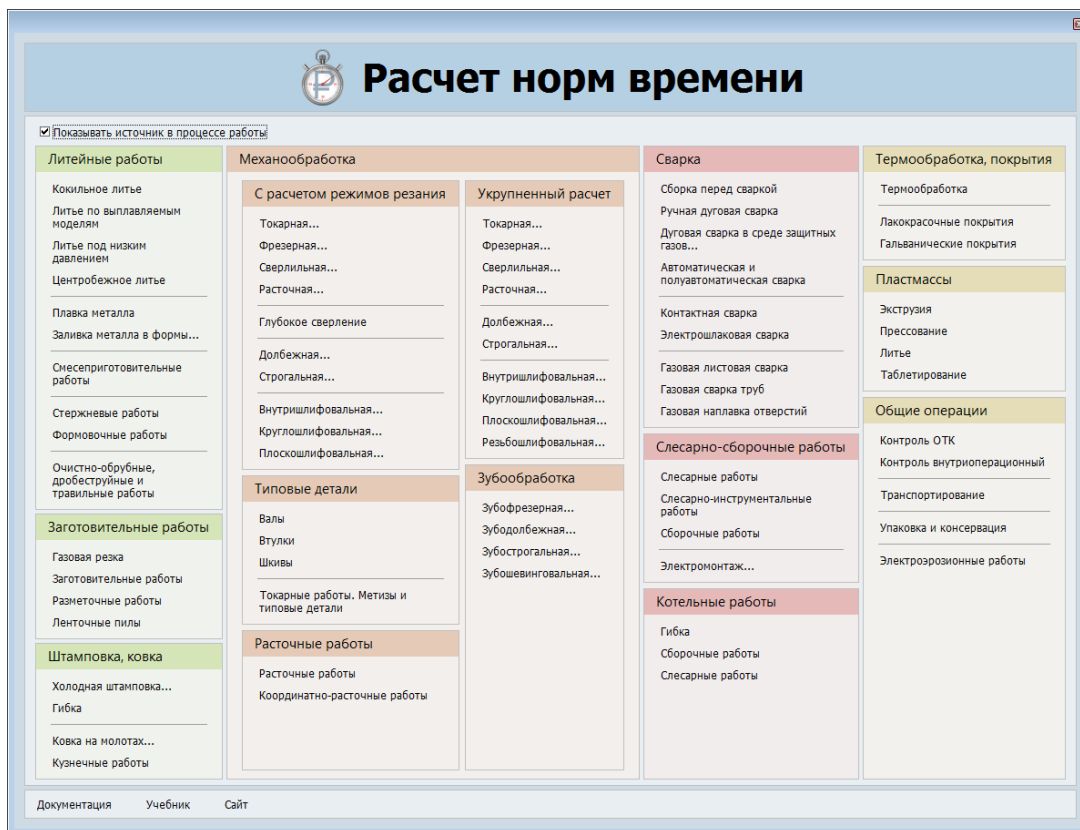 Расчет норм времени
Показывать источник в процессе работы
Литейные работы
Кокильное литье
Литье по выплавляемым
моделям
Литье под низким
давлением
Центробежное литье
Плавка металла
Заливка металла в формы...
Смесеприготовительные
работы
Стержневые работы
Формовочные работы
Очистно-обрубные,
дробеструйные и
травильные работы
Заготовительные работы
Газовая резка
Заготовительные работы
Разметочные работы
Ленточные пилы
Штамповка, ковка
Холодная штамповка...
Гибка
Ковка на молотах...
Кузнечные работы
Механообработка
С расчетом режимов резания
Токарная...
Фрезерная...
Сверлильная...
Расточная...
Глубокое сверление
Долбежная...
Строгальная...
Внутришлифовальная...
Круглошлифовальная...
Плоскошлифовальная...
Типовые детали
Валы
Втулки
Шкивы
Токарные работы. Метизы и
типовые детали
Расточные работы
Расточные работы
Координатно-расточные работы
Укрупненный расчет
Токарная...
Фрезерная...
Сверлильная...
Расточная...
Долбежная...
Строгальная...
Внутришлифовальная...
Круглошлифовальная...
Плоскошлифовальная...
Резьбошлифовальная...
Зубообработка
Зубофрезерная...
Зубодолбежная...
Зубострогальная...
Зубошевинговальная...
Сварка
Сборка перед сваркой
Ручная дуговая сварка
Дуговая сварка в среде защитных
газов...
Автоматическая и
полуавтоматическая сварка
Контактная сварка
Электрошлаковая сварка
Газовая листовая сварка
Газовая сварка труб
Газовая наплавка отверстий
Слесарно-сборочные работы
Слесарные работы
Слесарно-инструментальные
работы
Сборочные работы
Электромонтаж...
Котельные работы
Гибка
Сборочные работы
Слесарные работы
Термообработка, покрытия
Термообработка
Лакокрасочные покрытия
Гальванические покрытия
Пластмассы
Экструзия
Прессование
Литье
Таблетирование
Общие операции
Контроль ОТК
Контроль внутриоперационный
Транспортирование
Упаковка и консервация
Электроэрозионные работы
Документация
Учебник
Сайт